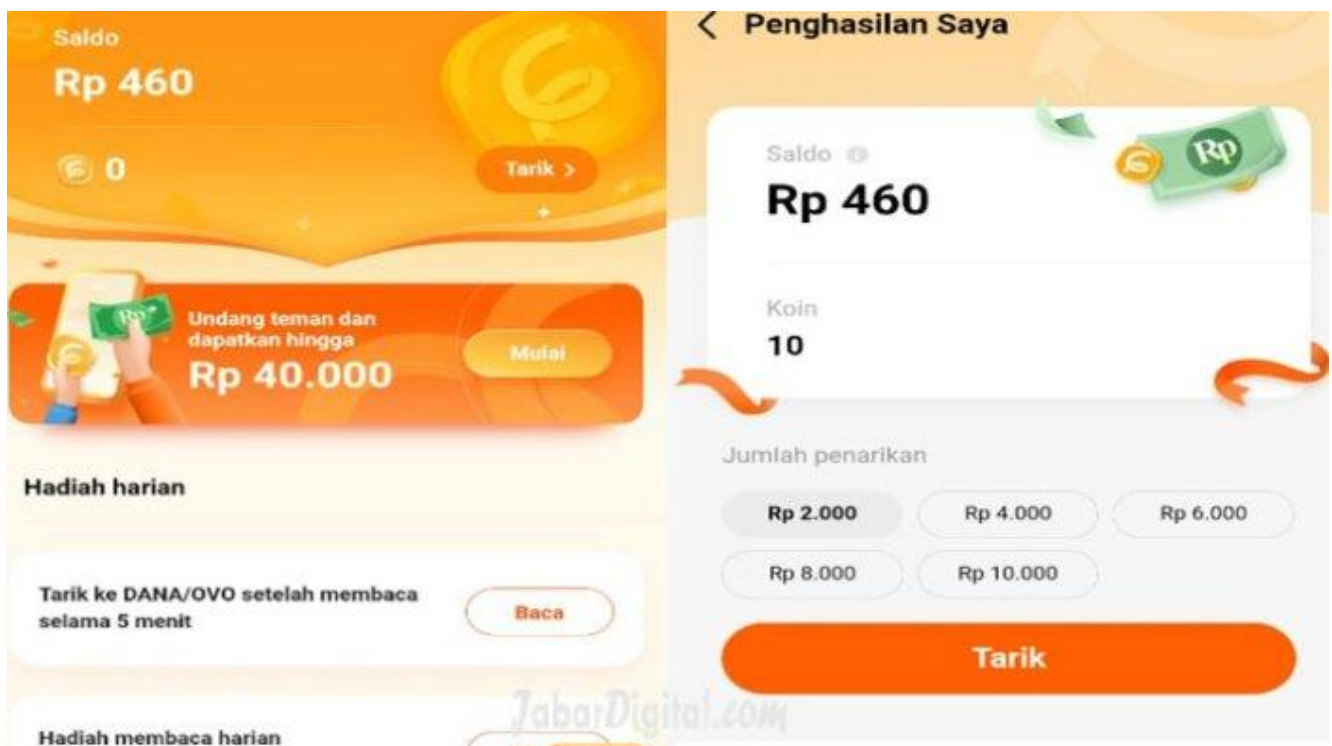 Saldo
Rp 460
0
Tarik >
Undang teman dan
dapatkan hingga
Rp 40.000
Mulai
Hadiah harian
Tarik ke DANA/OVO setelah membaca
selama 5 menit
Baca
Hadiah membaca harian
Penghasilan Saya
Saldo
Rp
Rp 460
Koin
10
Jumlah penarikan
Rp 2.000 Rp 4.000 Rp 6.000
Rp 8.000 Rp 10.000
Tarik
JabarDigital.com